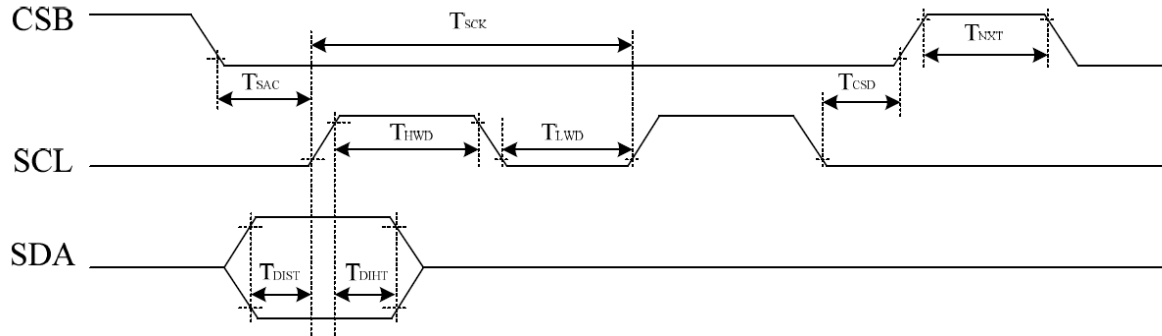 CSB
TSCK
TNXT
TSAC
TCSD
SCL
THWD
TLWD
SDA
TDIST
TDIHT